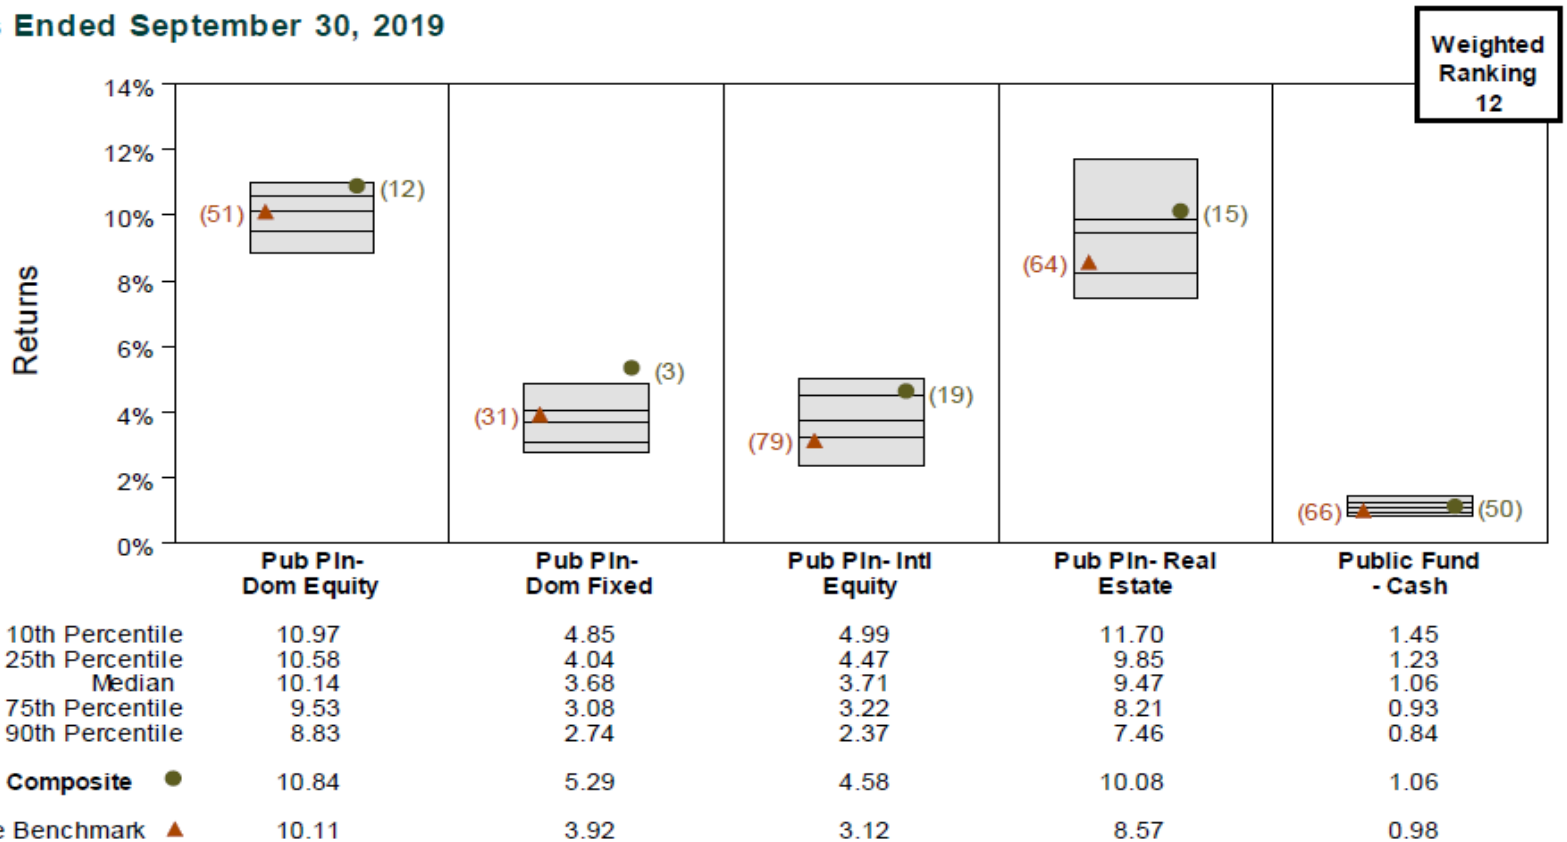 s Ended September 30, 2019
Weighted
Ranking
12
Returns
14%
12%
10%
8%
6%
4%
2%
0%
(51)
(12)
(31)
(3)
(79)
(19)
(64)
(15)
(66)
(50)
Pub Pln-
Dom Equity
Pub Pln-
Dom Fixed
Pub Pln- Intl
Equity
Pub Pln- Real
Estate
Public Fund
- Cash
10th Percentile 10.97 4.85 4.99 11.70 1.45
25th Percentile 10.58 4.04 4.47 9.85 1.23
Median 10.14 3.68 3.71 9.47 1.06
75th Percentile 9.53 3.08 3.22 8.21 0.93
90th Percentile 8.83 2.74 2.37 7.46 0.84
Composite 10.84 5.29 4.58 10.08 1.06
e Benchmark 10.11 3.92 3.12 8.57 0.98